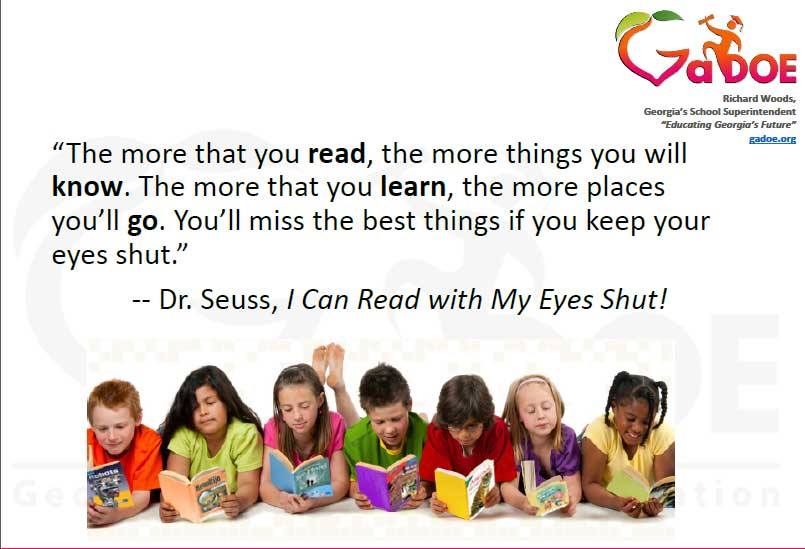 GaDOE
Richard Woods,
Georgia's School Superintendent
"Educating Georgia's Future"
gadoe.org
“The more that you read, the more things you will
know. The more that you learn, the more places
you’ll go. You’ll miss the best things if you keep your
eyes shut.”
-- Dr. Seuss, I Can Read with My Eyes Shut!
Robots